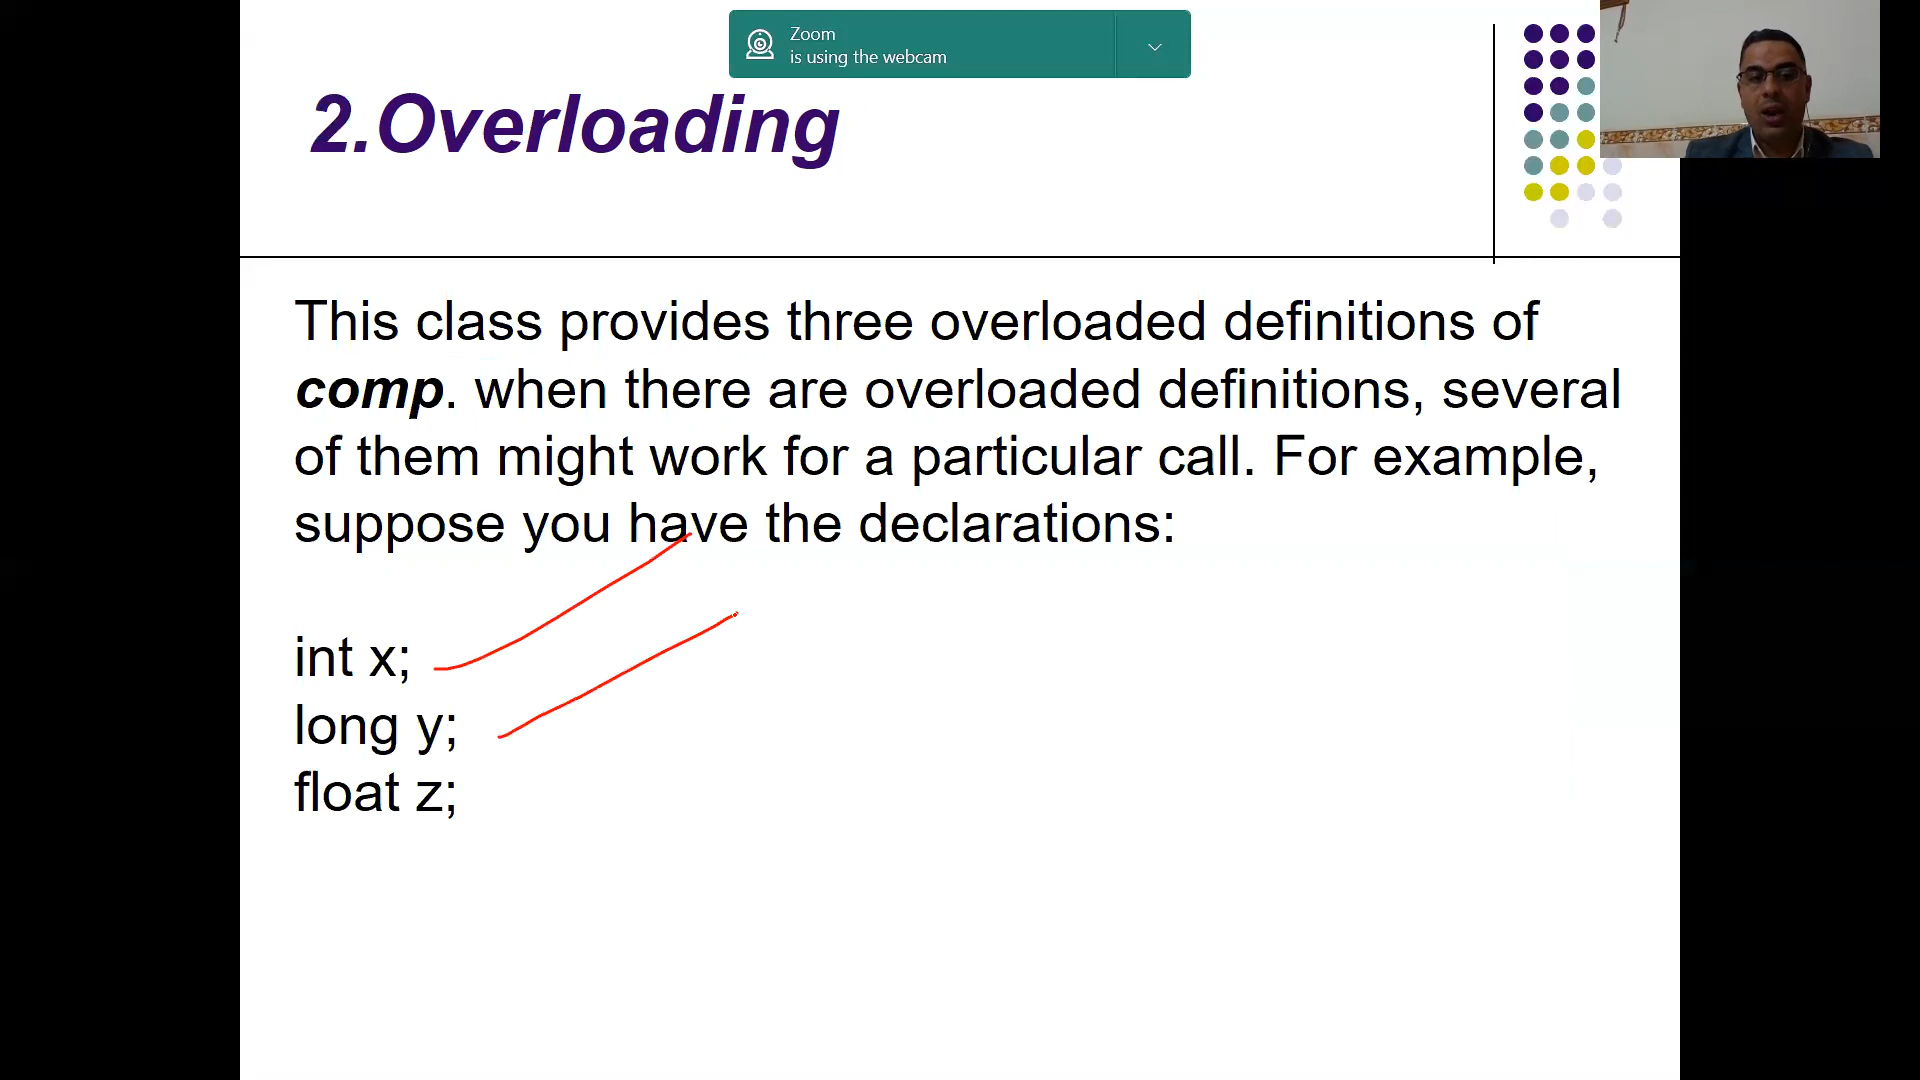 Zoom
is using the webcam
2.Overloading
This class provides three overloaded definitions of
comp. when there are overloaded definitions, several
of them might work for a particular call. For example,
suppose you have the declarations:
int x;
long y;
float z;